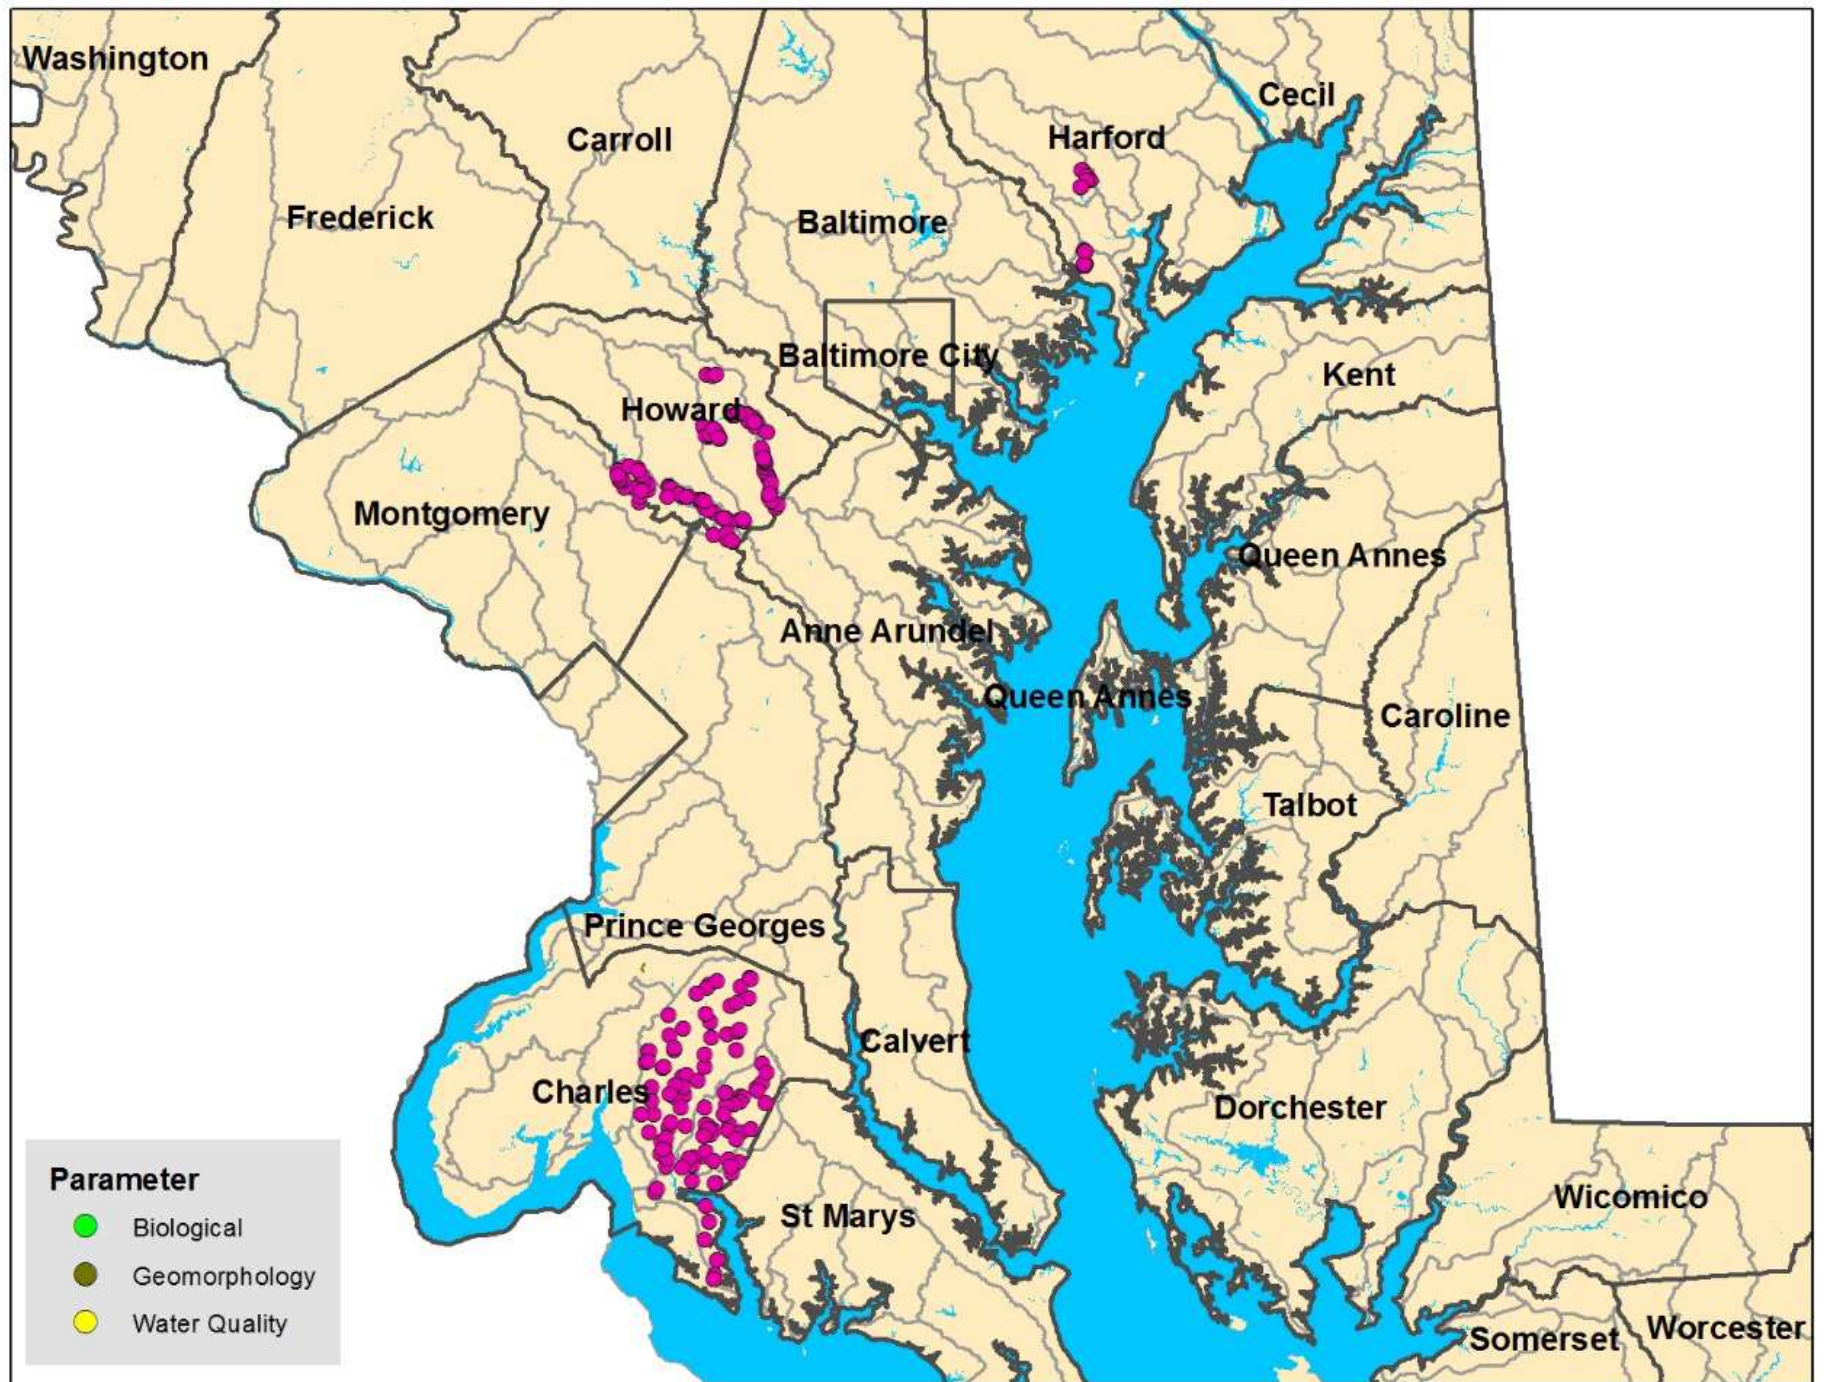 Washington
Cecil
Carroll
Harford
Frederick
Baltimore
Baltimore City
Kent
Howard
Montgomery
Queen Annes
Anne Arundel
Queen Annes
Caroline
Talbot
Prince Georges
Calvert
Charles
Dorchester
Parameter
Biological
Geomorphology
Water Quality
Wicomico
St Marys
Somerset
Worcester